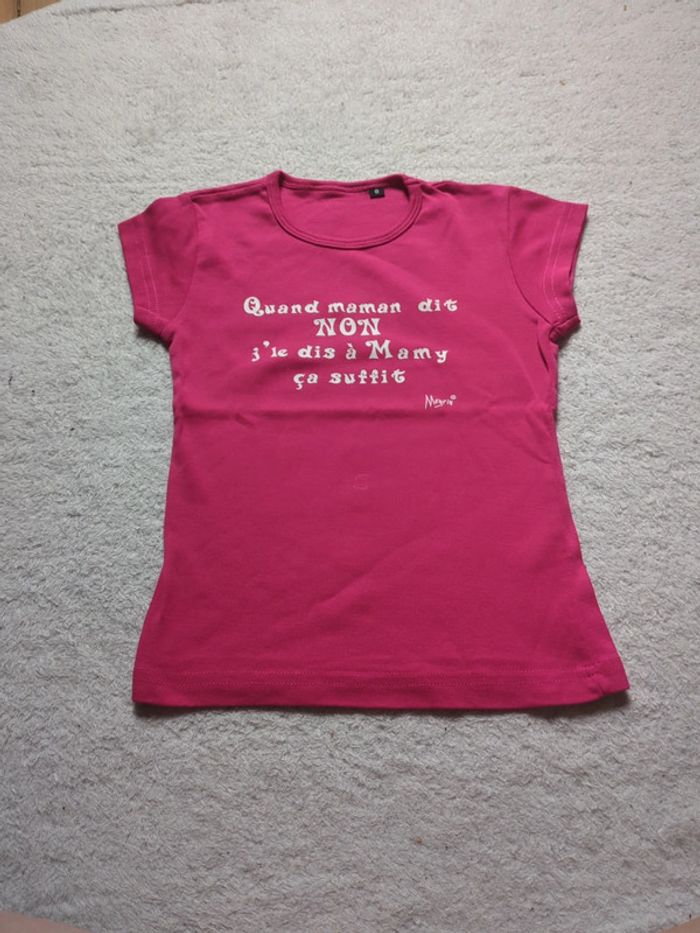 Quand maman dit
NON
j'le dis à Mamy
ça suffit